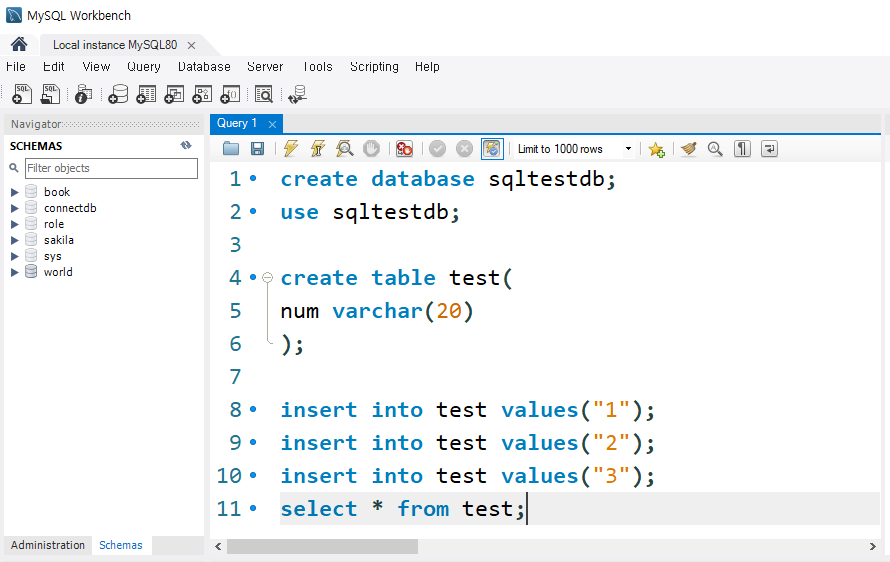 MySQL Workbench
Local instance MySQL80
File Edit View Query Database Server Tools Scripting Help
Navigator
SCHEMAS
Filter objects
book
connectdb
role
sakila
sys
world
Administration Schemas
Query 1
Limit to 1000 rows
1 create database sqltestdb;
2 use sqltestdb;
3
4 create table test(
5 num varchar(20)
6 );
7
8 insert into test values("1");
9 insert into test values("2");
10 insert into test values("3");
11 select * from test;